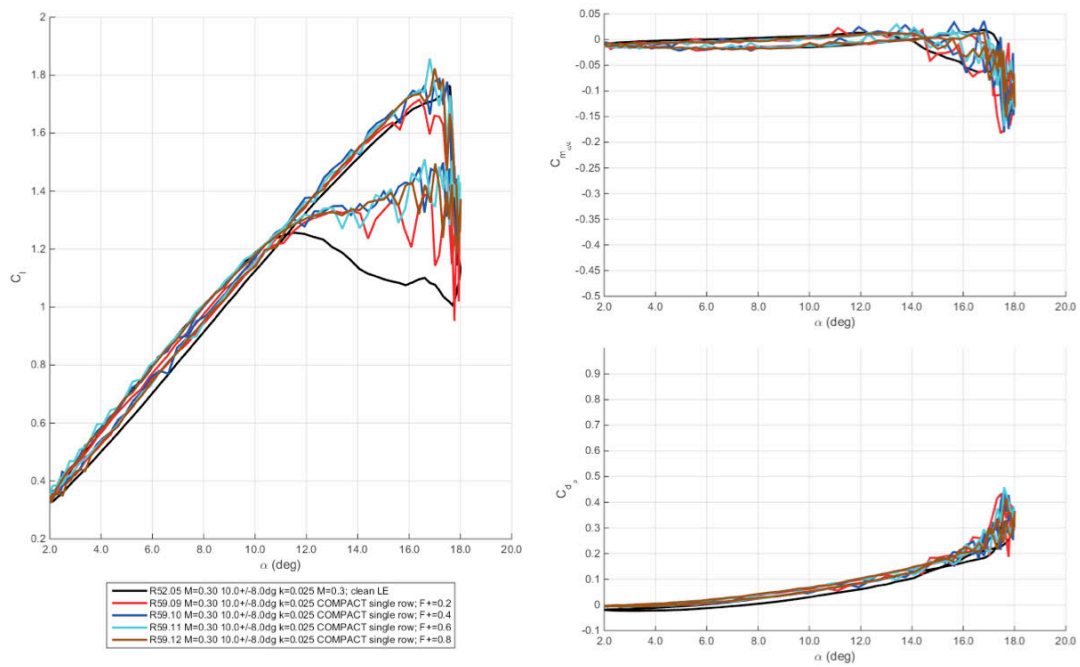 2
1.8
1.6
1.4
1.2
1
0.8
0.6
0.4
0.2
C_l
2.0 4.0 6.0 8.0 10.0 12.0 14.0 16.0 18.0 20.0
α (deg)
R52.05 M=0.30 10.0+/-8.0dg k=0.025 M=0.3; clean LE
R59.09 M=0.30 10.0+/-8.0dg k=0.025 COMPACT single row; F+=0.2
R59.10 M=0.30 10.0+/-8.0dg k=0.025 COMPACT single row; F+=0.4
R59.11 M=0.30 10.0+/-8.0dg k=0.025 COMPACT single row; F+=0.6
R59.12 M=0.30 10.0+/-8.0dg k=0.025 COMPACT single row; F+=0.8
0.05
0
-0.05
-0.1
-0.15
-0.2
-0.25
-0.3
-0.35
-0.4
-0.45
-0.5
C_m
2.0 4.0 6.0 8.0 10.0 12.0 14.0 16.0 18.0 20.0
α (deg)
0.9
0.8
0.7
0.6
0.5
0.4
0.3
0.2
0.1
0
-0.1
C_d
2.0 4.0 6.0 8.0 10.0 12.0 14.0 16.0 18.0 20.0
α (deg)